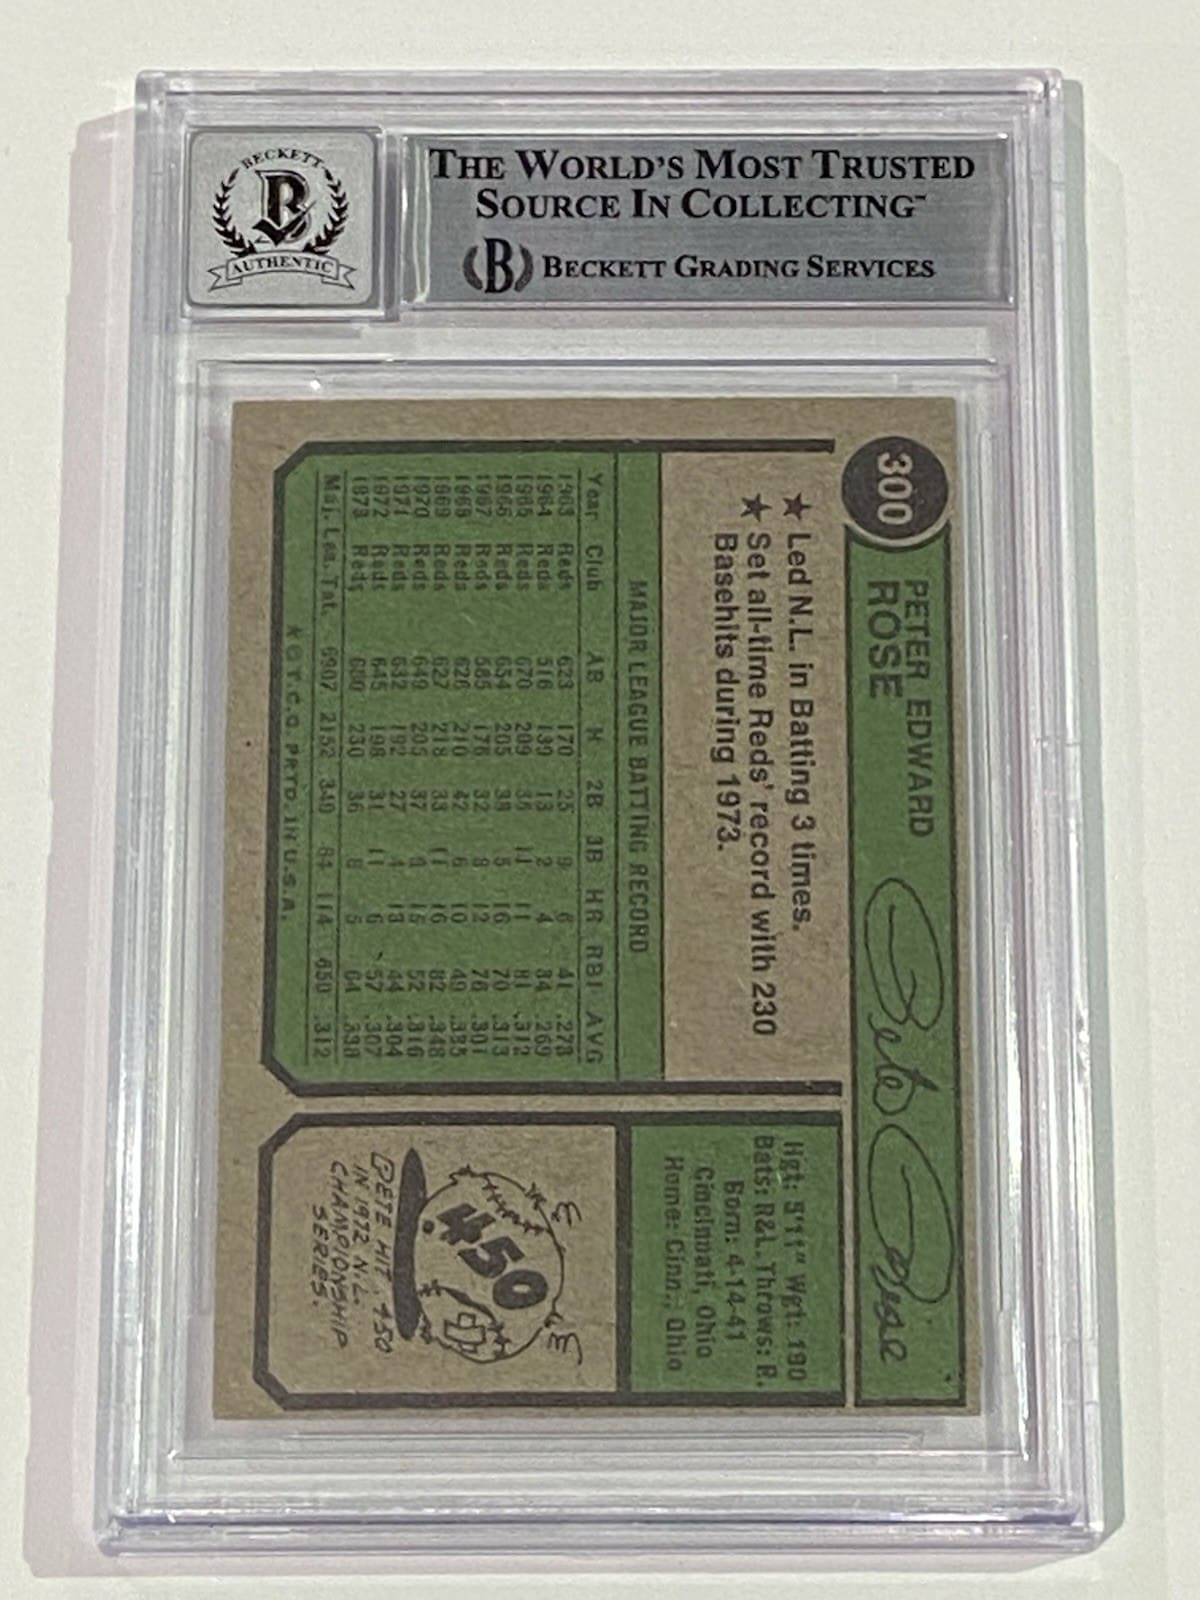 BECKETT
B
AUTHENTIC
THE WORLD'S MOST TRUSTED
SOURCE IN COLLECTING™
B BECKETT GRADING SERVICES
300
PETER EDWARD
ROSE
Pete Rose
★ Led N.L. in Batting 3 times.
★ Set all-time Reds' record with 230
Basehits during 1973.
MAJOR LEAGUE BATTING RECORD
Year Club AB H 2B 3B HR RBI AVG
1963 Reds 623 170 25 9 6 41 .273
1964 Reds 516 139 13 2 4 34 .269
1965 Reds 670 209 35 11 11 81 .312
1966 Reds 654 205 38 5 16 70 .313
1967 Reds 585 176 32 8 12 76 .301
1968 Reds 626 210 42 6 10 49 .335
1969 Reds 627 218 33 11 16 82 .348
1970 Reds 649 205 37 9 15 52 .316
1971 Reds 632 192 27 4 13 44 .304
1972 Reds 645 198 31 11 6 57 .307
1973 Reds 680 230 36 8 5 64 .338
Maj. Lea. Tot. 6907 2152 349 84 114 650 .312
★ © T.C.G. PRTD. IN U.S.A.
Hgt: 5'11" Wgt: 190
Bats: R&L. Throws: R.
Born: 4-14-41
Cincinnati, Ohio
Home: Cinn., Ohio
.450
PETE HIT .450
IN 1972 N.L.
CHAMPIONSHIP
SERIES.